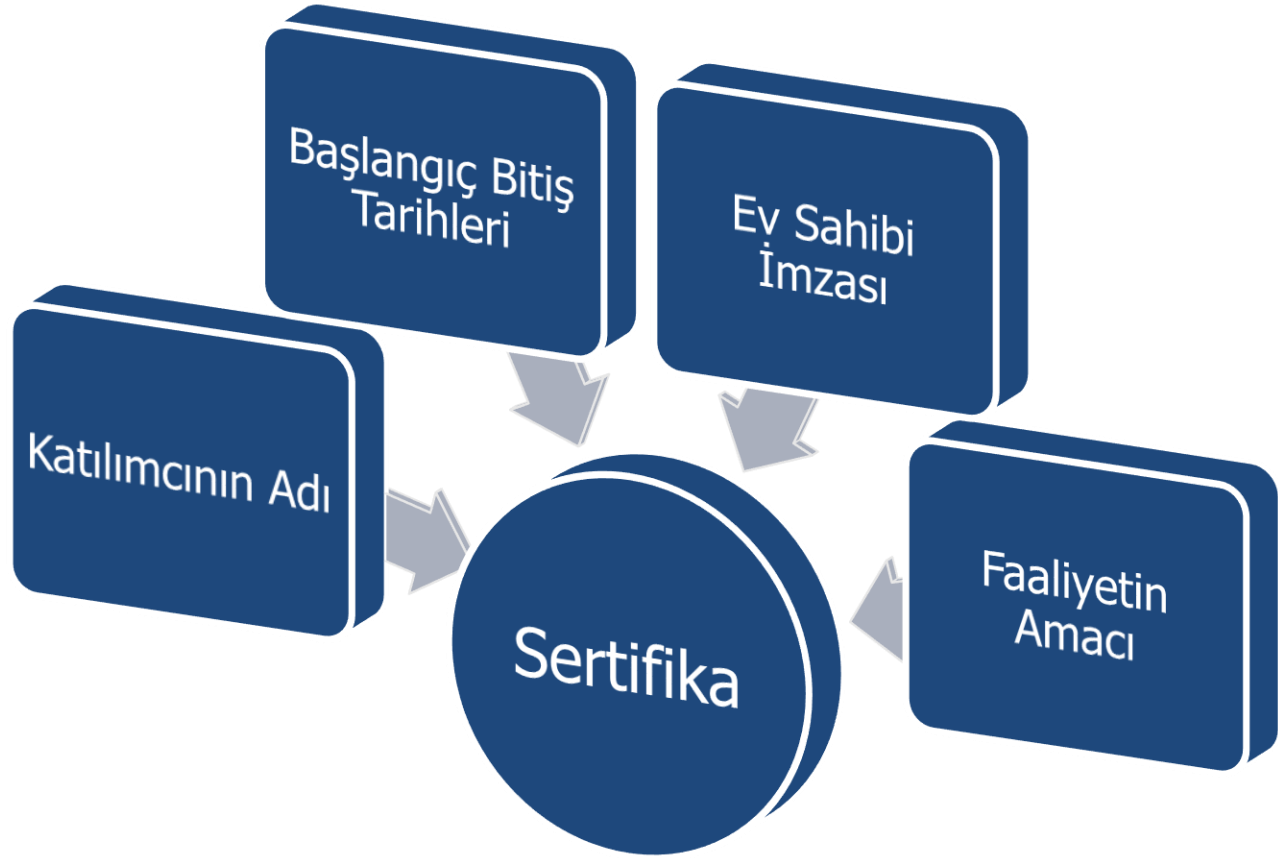 Başlangıç Bitiş
Tarihleri
Ev Sahibi
İmzası
Katılımcının Adı
Faaliyetin
Amacı
Sertifika